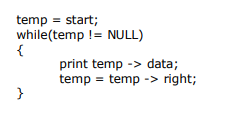 temp = start;
while(temp != NULL)
{
print temp -> data;
temp = temp -> right;
}